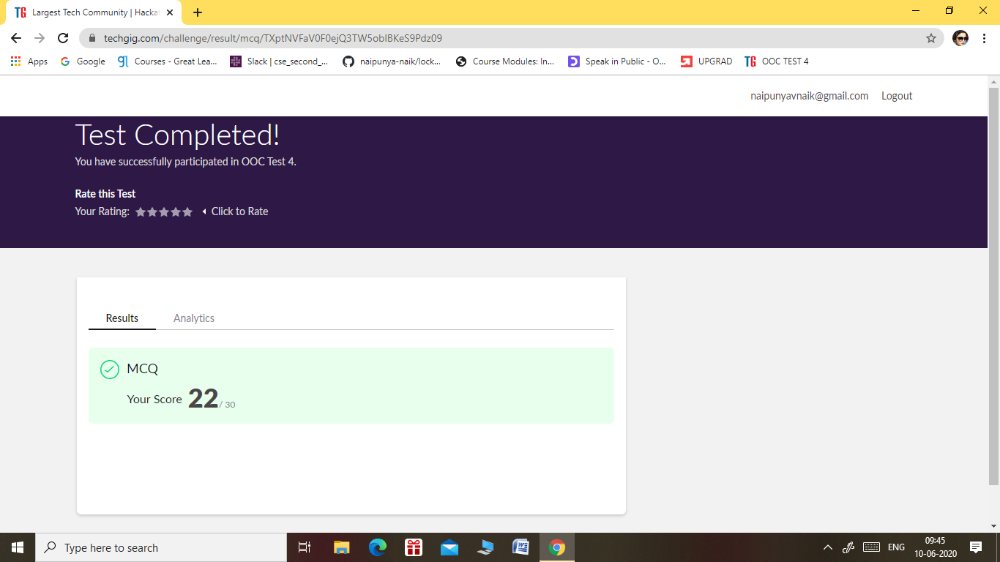 TG Largest Tech Community | Hacka
techgig.com/challenge/result/mcq/TXptNVFaV0F0ejQ3TW5oblBKeS9Pdz09
Apps Google Courses - Great Lea... Slack | cse_second_... naipunya-naik/lock... Course Modules: In... Speak in Public - O... UPGRAD TG OOC TEST 4
naipunyavnaik@gmail.com Logout
Test Completed!
You have successfully participated in OOC Test 4.
Rate this Test
Your Rating: Click to Rate
Results Analytics
MCQ
Your Score 22 / 30
Type here to search
ENG
09:45
10-06-2020